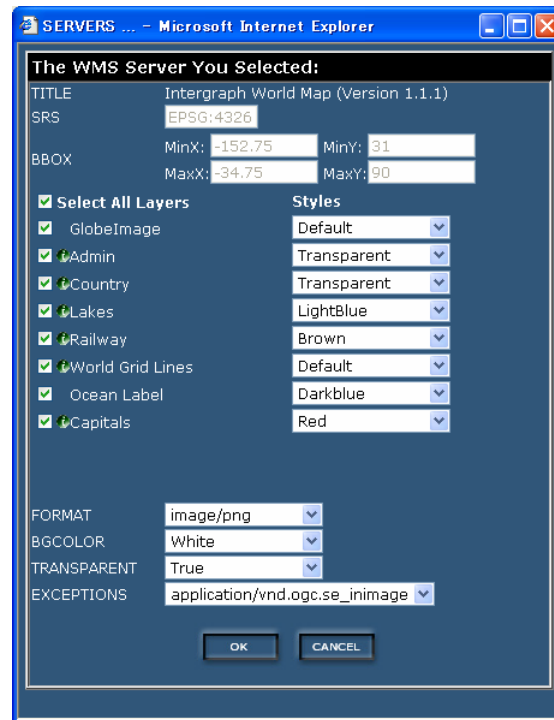 SERVERS ... - Microsoft Internet Explorer
The WMS Server You Selected:
TITLE Intergraph World Map (Version 1.1.1)
SRS EPSG:4326
BBOX MinX: -152.75 MinY: 31
MaxX: -34.75 MaxY: 90
Select All Layers Styles
GlobeImage Default
Admin Transparent
Country Transparent
Lakes LightBlue
Railway Brown
World Grid Lines Default
Ocean Label Darkblue
Capitals Red
FORMAT image/png
BGCOLOR White
TRANSPARENT True
EXCEPTIONS application/vnd.ogc.se_inimage
OK CANCEL